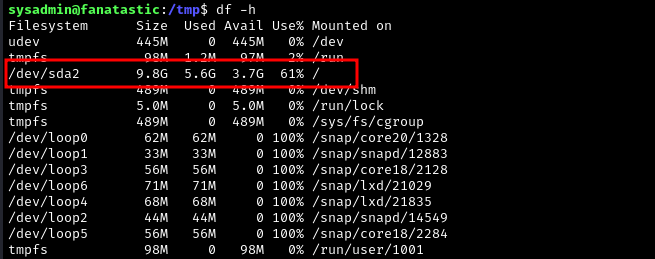 sysadmin@fanatastic:/tmp$ df -h
Filesystem      Size  Used Avail Use% Mounted on
udev            445M     0  445M   0% /dev
tmpfs            98M  1.2M   97M   2% /run
/dev/sda2       9.8G  5.6G  3.7G  61% /
tmpfs           489M     0  489M   0% /dev/shm
tmpfs           5.0M     0  5.0M   0% /run/lock
tmpfs           489M     0  489M   0% /sys/fs/cgroup
/dev/loop0       62M   62M     0 100% /snap/core20/1328
/dev/loop1       33M   33M     0 100% /snap/snapd/12883
/dev/loop3       56M   56M     0 100% /snap/core18/2128
/dev/loop6       71M   71M     0 100% /snap/lxd/21029
/dev/loop4       68M   68M     0 100% /snap/lxd/21835
/dev/loop2       44M   44M     0 100% /snap/snapd/14549
/dev/loop5       56M   56M     0 100% /snap/core18/2284
tmpfs            98M     0   98M   0% /run/user/1001